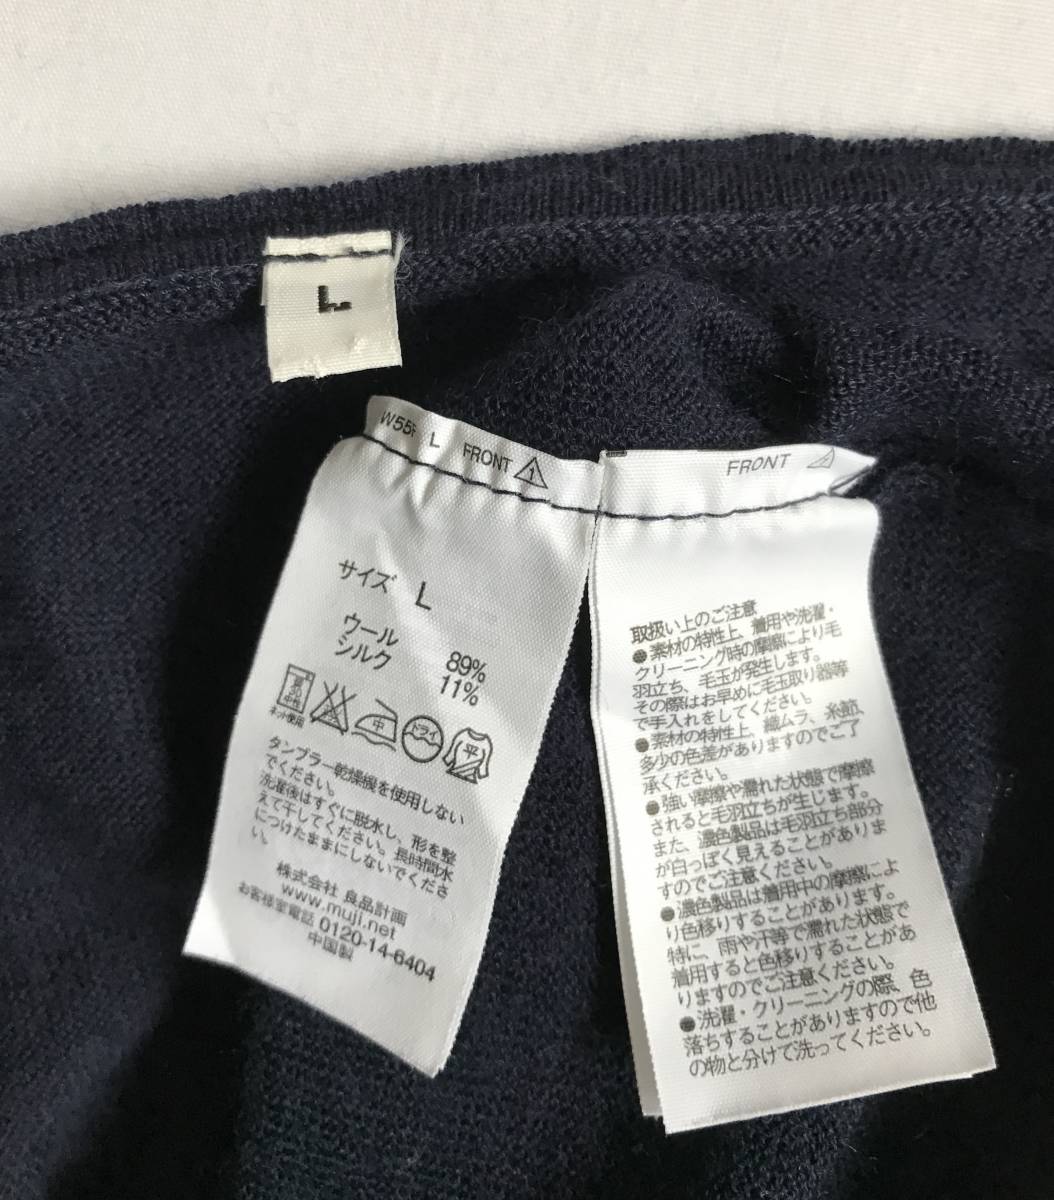 L
W55F L FRONT 1
サイズ L
ウール 89%
シルク 11%
中
ドライ
平
ネット使用
タンブラー乾燥機を使用しない
でください。
洗濯後はすぐに脱水し、形を整
えて干してください。長時間水
につけたままにしないでくださ
い。
株式会社 良品計画
www.muji.net
お客様室電話 0120-14-6404
中国製
FRONT
取扱い上のご注意
●素材の特性上、着用や洗濯・
クリーニング時の摩擦により毛
羽立ち、毛玉が発生します。
その際はお早めに毛玉取り器等
で手入れをしてください。
●素材の特性上、織ムラ、糸節、
多少の色差がありますのでご了
承ください。
●強い摩擦や濡れた状態で摩擦
されると毛羽立ちが生じます。
また、濃色製品は毛羽立ち部分
が白っぽく見えることがありま
すのでご注意ください。
●濃色製品は着用中の摩擦によ
り色移りすることがあります。
特に、雨や汗等で濡れた状態で
着用すると色移りすることがあ
りますのでご注意ください。
●洗濯・クリーニングの際、色
落ちすることがありますので他
の物と分けて洗ってください。